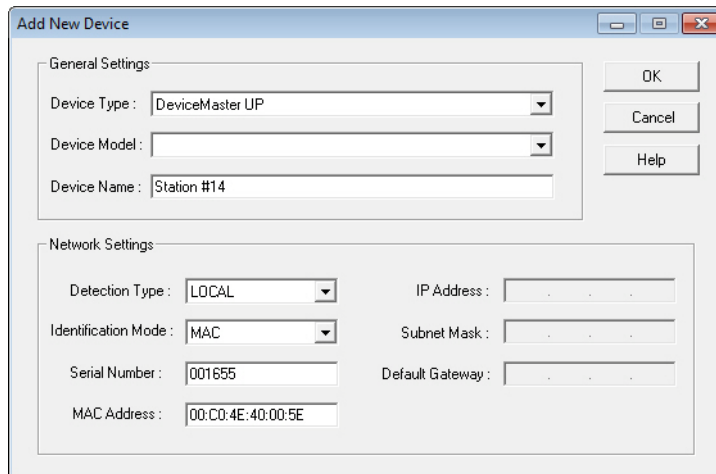 Add New Device
General Settings
Device Type : DeviceMaster UP
Device Model :
Device Name : Station #14
OK
Cancel
Help
Network Settings
Detection Type : LOCAL
Identification Mode : MAC
Serial Number : 001655
MAC Address : 00:C0:4E:40:00:5E
IP Address : . . .
Subnet Mask : . . .
Default Gateway : . . .